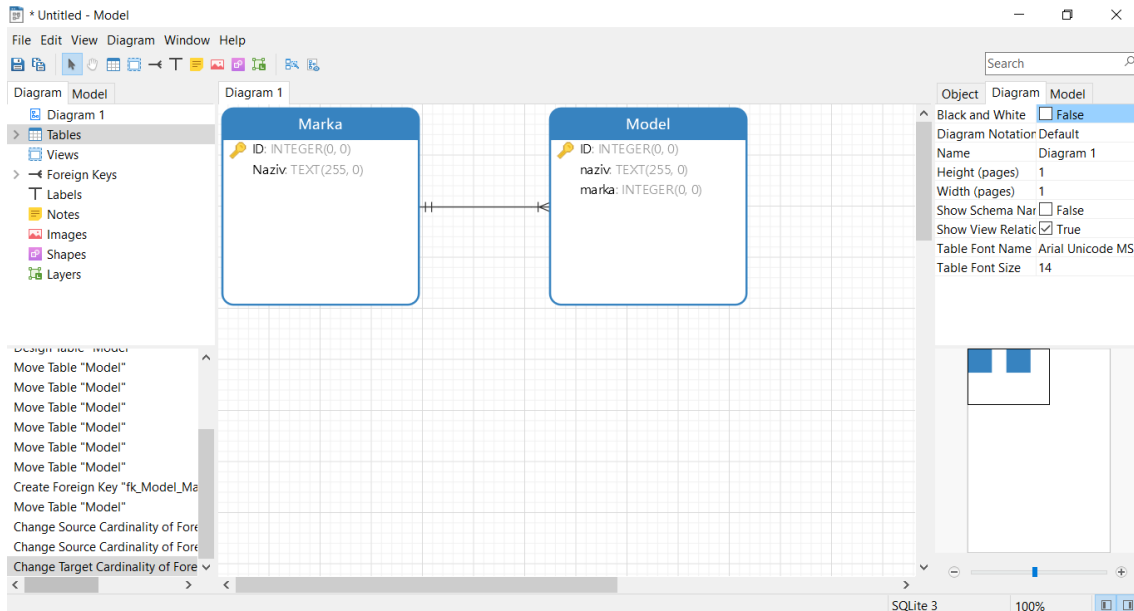 * Untitled - Model
File Edit View Diagram Window Help
Search
Diagram Model
Diagram 1
Tables
Views
Foreign Keys
Labels
Notes
Images
Shapes
Layers
Design Table "Model"
Move Table "Model"
Move Table "Model"
Move Table "Model"
Move Table "Model"
Move Table "Model"
Move Table "Model"
Create Foreign Key "fk_Model_Ma
Move Table "Model"
Change Source Cardinality of Fore
Change Source Cardinality of Fore
Change Target Cardinality of Fore
Diagram 1
Marka
ID: INTEGER(0, 0)
Naziv: TEXT(255, 0)
Model
ID: INTEGER(0, 0)
naziv: TEXT(255, 0)
marka: INTEGER(0, 0)
Object Diagram Model
Black and White False
Diagram Notation Default
Name Diagram 1
Height (pages) 1
Width (pages) 1
Show Schema Nar False
Show View Relatic True
Table Font Name Arial Unicode MS
Table Font Size 14
SQLite 3 100%